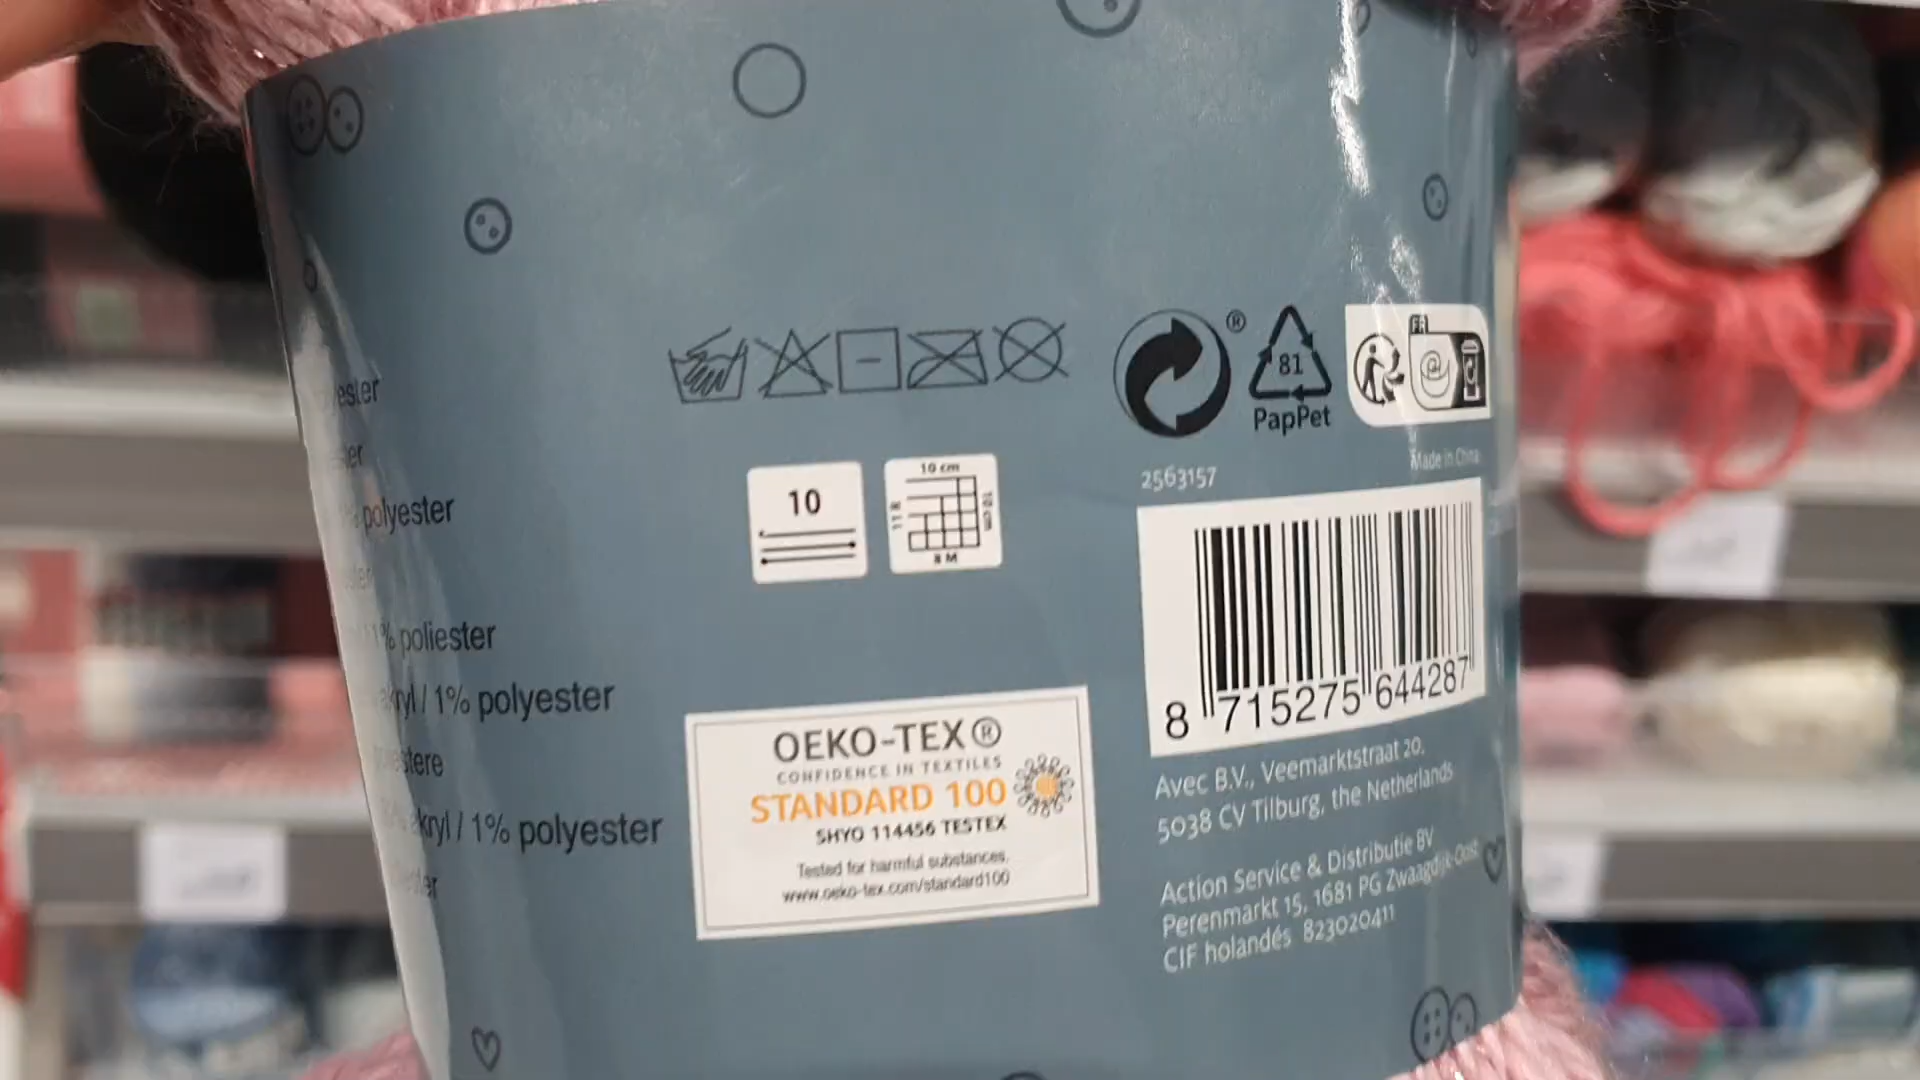 polyester
1% poliester
akryl / 1% polyester
akryl / 1% polyester
®
81
PapPet
FR
10
10 cm
11 R
10 cm
8 M
2563157
Made in China
8 715275 644287
OEKO-TEX®
CONFIDENCE IN TEXTILES
STANDARD 100
SHYO 114456 TESTEX
Tested for harmful substances.
www.oeko-tex.com/standard100
Avec B.V., Veemarktstraat 20,
5038 CV Tilburg, the Netherlands
Action Service & Distributie BV
Perenmarkt 15, 1681 PG Zwaagdijk-Oost
CIF holandés 823020411